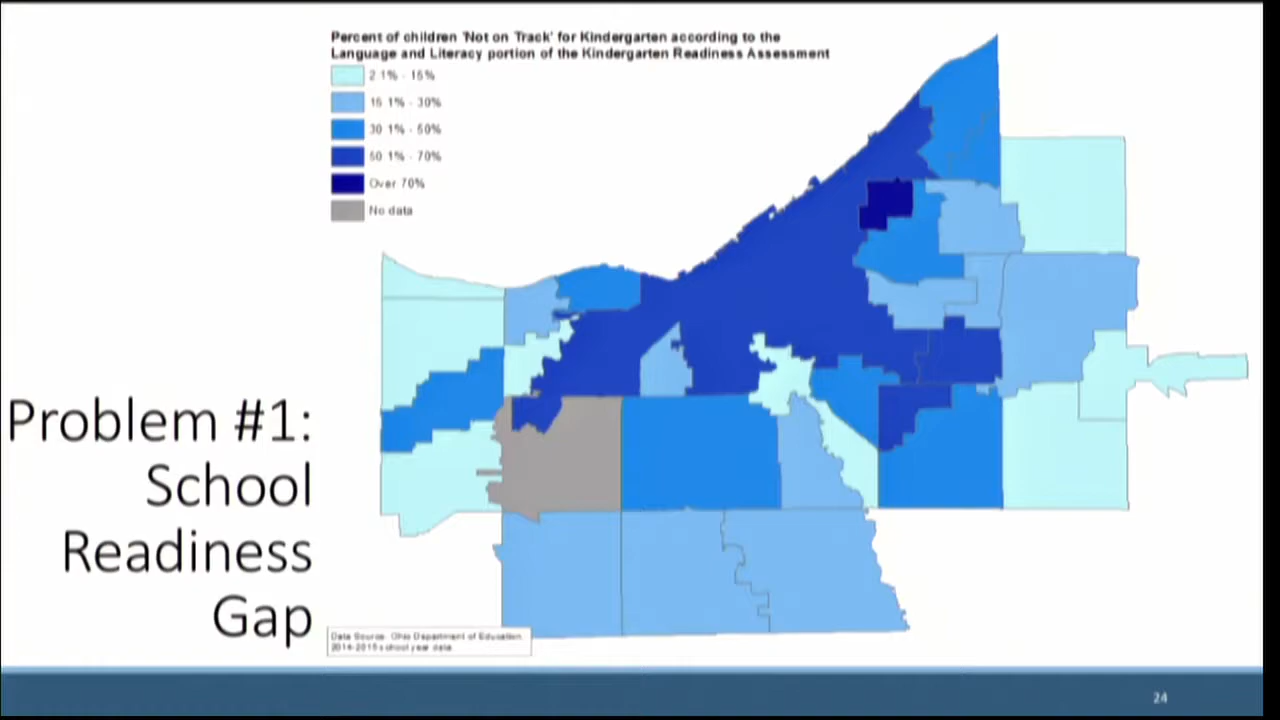 Percent of children 'Not on Track' for Kindergarten according to the
Language and Literacy portion of the Kindergarten Readiness Assessment
2.1% - 15%
15.1% - 30%
30.1% - 50%
50.1% - 70%
Over 70%
No data
Problem #1:
School
Readiness
Gap
Data Source: Ohio Department of Education
2014-2015 school year data
24